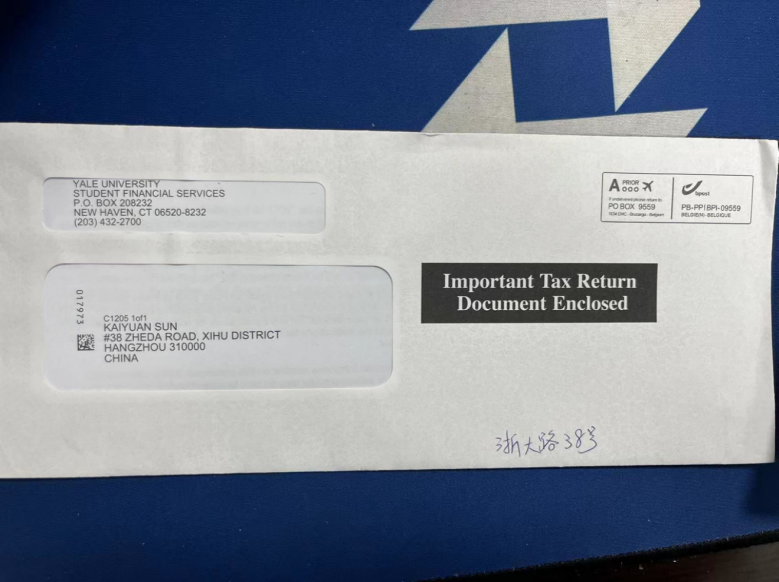 YALE UNIVERSITY
STUDENT FINANCIAL SERVICES
P.O. BOX 208232
NEW HAVEN, CT 06520-8232
(203) 432-2700
A PRIOR
PO BOX 9559
bpost
PB-PP|BPI-09559
BELGIE(N) - BELGIQUE
Important Tax Return
Document Enclosed
017973
C1205 1of1
KAIYUAN SUN
#38 ZHEDA ROAD, XIHU DISTRICT
HANGZHOU 310000
CHINA
浙大路38号